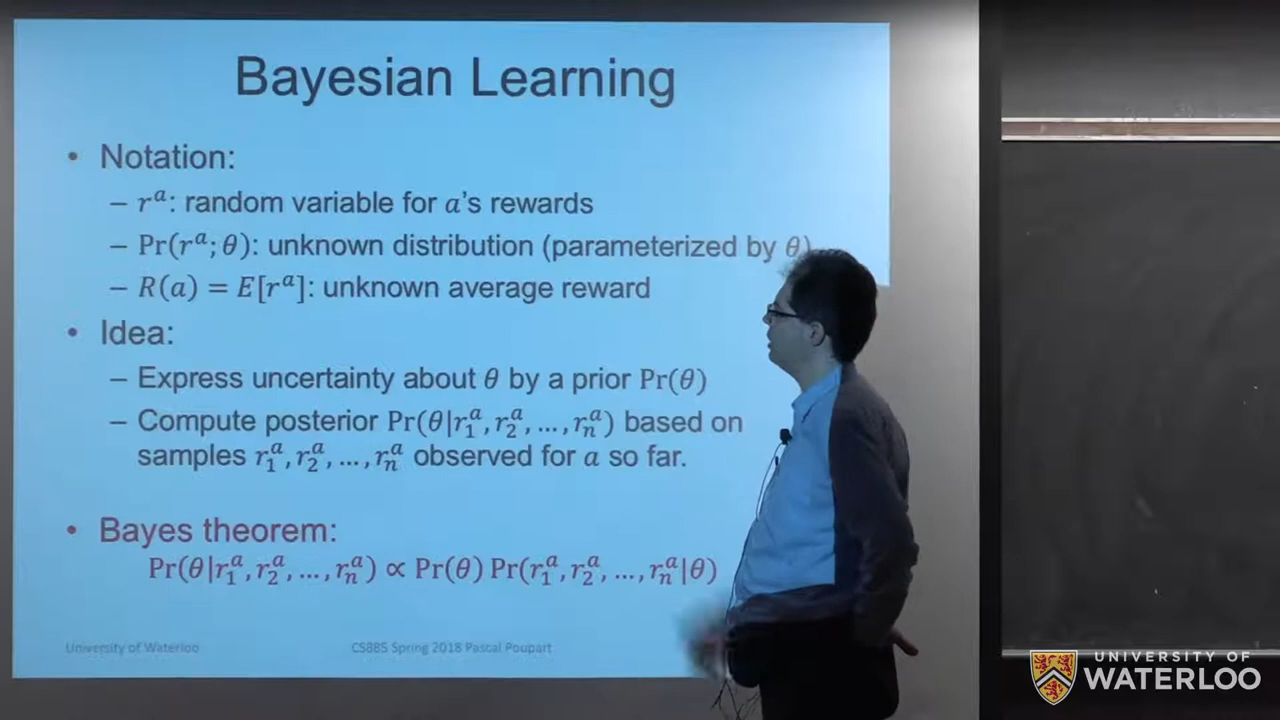 Bayesian Learning
• Notation:
– rᵃ: random variable for a's rewards
– Pr(rᵃ; θ): unknown distribution (parameterized by θ)
– R(a) = E[rᵃ]: unknown average reward
• Idea:
– Express uncertainty about θ by a prior Pr(θ)
– Compute posterior Pr(θ|r₁ᵃ, r₂ᵃ, …, rₙᵃ) based on
samples r₁ᵃ, r₂ᵃ, …, rₙᵃ observed for a so far.
• Bayes theorem:
Pr(θ|r₁ᵃ, r₂ᵃ, …, rₙᵃ) ∝ Pr(θ) Pr(r₁ᵃ, r₂ᵃ, …, rₙᵃ|θ)
University of Waterloo
CS885 Spring 2018 Pascal Poupart
UNIVERSITY OF
WATERLOO